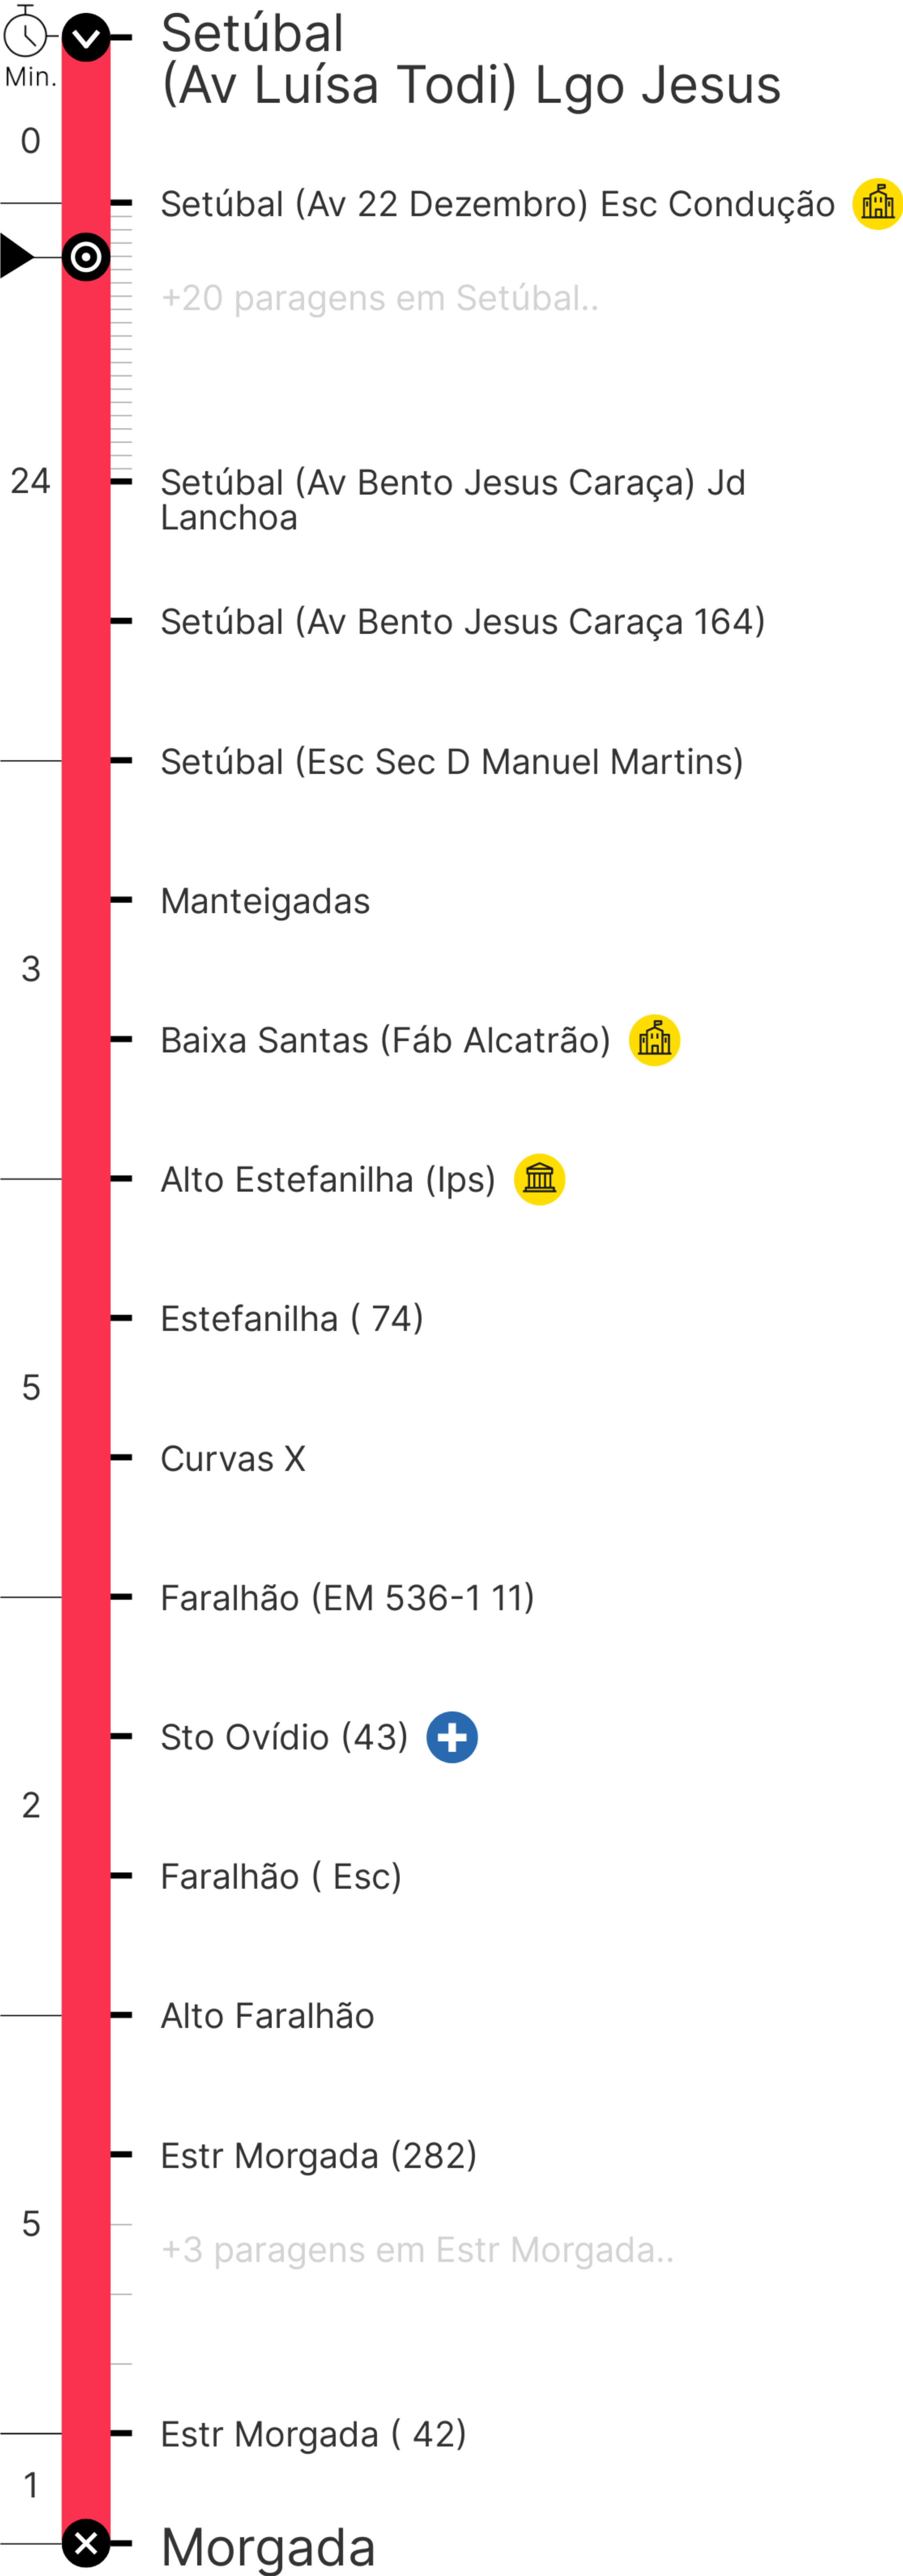 Setúbal
(Av Luísa Todi) Lgo Jesus
Min.
0
Setúbal (Av 22 Dezembro) Esc Condução
+20 paragens em Setúbal..
24
Setúbal (Av Bento Jesus Caraça) Jd
Lanchoa
Setúbal (Av Bento Jesus Caraça 164)
Setúbal (Esc Sec D Manuel Martins)
Manteigadas
3
Baixa Santas (Fáb Alcatrão)
Alto Estefanilha (Ips)
Estefanilha ( 74)
5
Curvas X
Faralhão (EM 536-1 11)
Sto Ovídio (43)
2
Faralhão ( Esc)
Alto Faralhão
Estr Morgada (282)
5
+3 paragens em Estr Morgada..
Estr Morgada ( 42)
1
Morgada